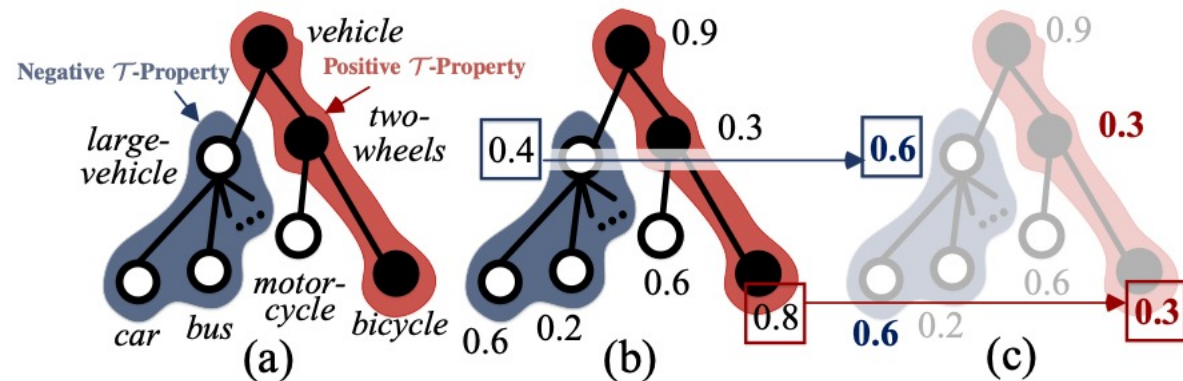 vehicle
Negative 𝒯-Property
Positive 𝒯-Property
large-
vehicle
two-
wheels
car
bus
motor-
cycle
bicycle
(a)
0.9
0.4
0.3
0.6
0.2
0.6
0.8
(b)
0.9
0.6
0.3
0.6
0.2
0.6
0.3
(c)